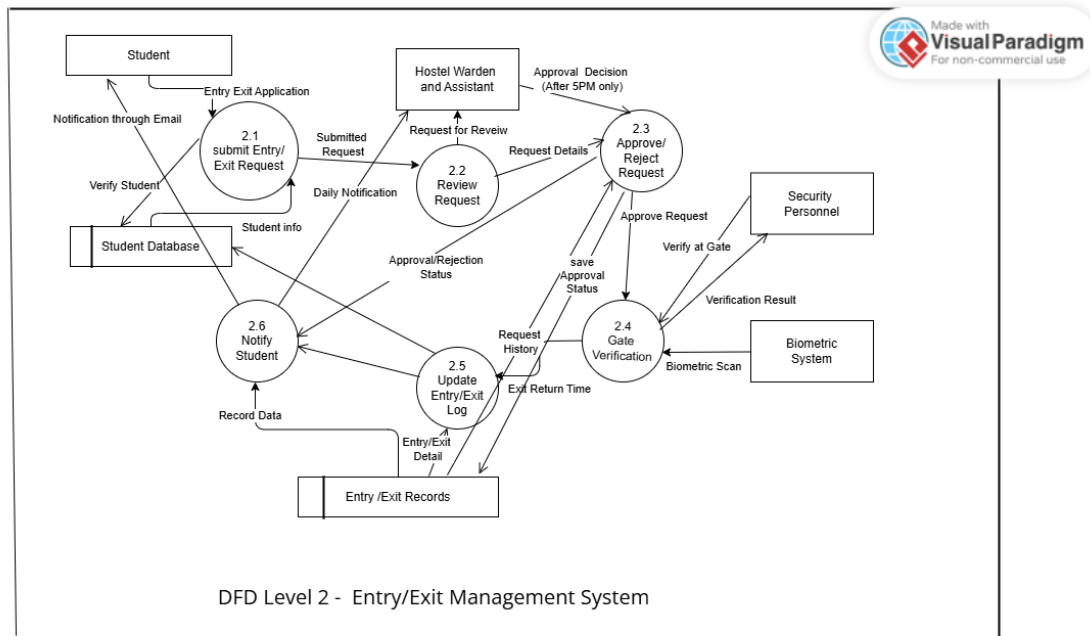 Made with
Visual Paradigm
For non-commercial use
Student
Hostel Warden
and Assistant
Approval Decision
(After 5PM only)
Entry Exit Application
Notification through Email
2.1
submit Entry/
Exit Request
Submitted
Request
Request for Reveiw
2.2
Review
Request
Request Details
2.3
Approve/
Reject
Request
Verify Student
Daily Notification
Security
Personnel
Student info
Approve Request
Student Database
Verify at Gate
Approval/Rejection
Status
save
Approval
Status
Verification Result
2.6
Notify
Student
Request
History
2.4
Gate
Verification
Biometric
System
Biometric Scan
2.5
Update
Entry/Exit
Log
Exit Return Time
Record Data
Entry/Exit
Detail
Entry /Exit Records
DFD Level 2 - Entry/Exit Management System